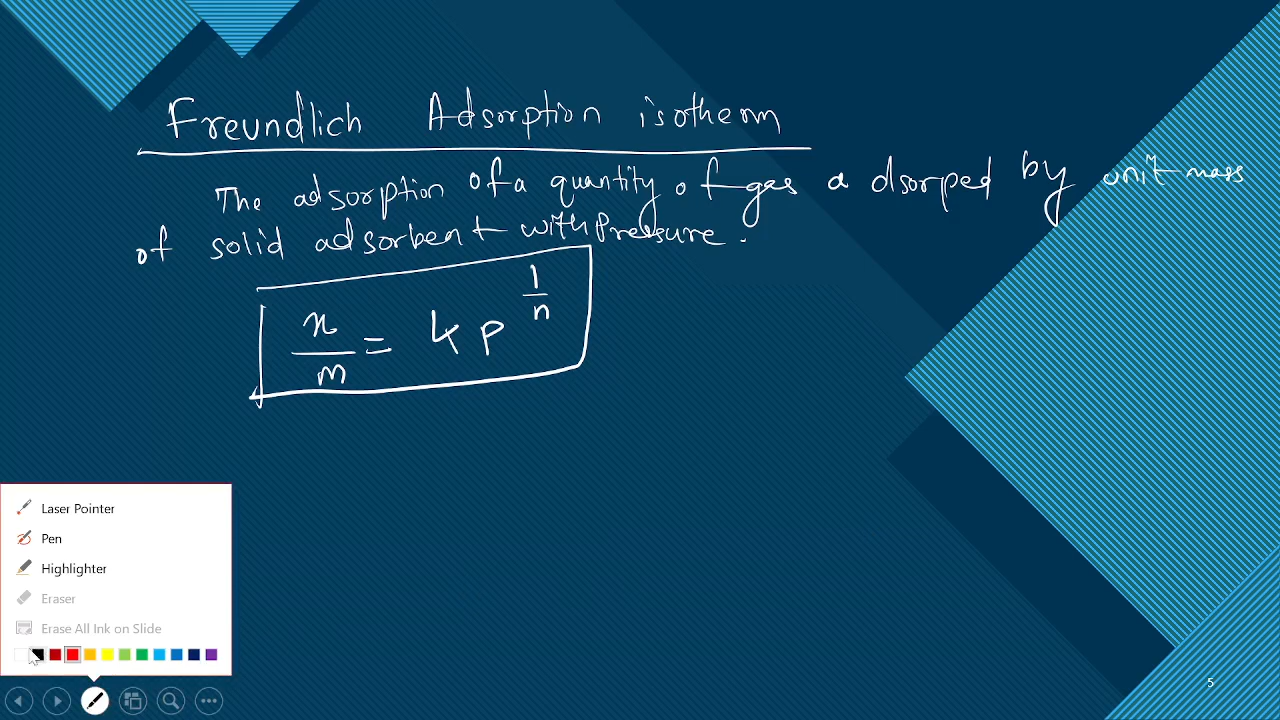 Freundlich Adsorption isotherm
The adsorption of a quantity of gas adsorped by unit mass
of solid adsorbent with Pressure.
x/m = k p^1/n
Laser Pointer
Pen
Highlighter
Eraser
Erase All Ink on Slide
5